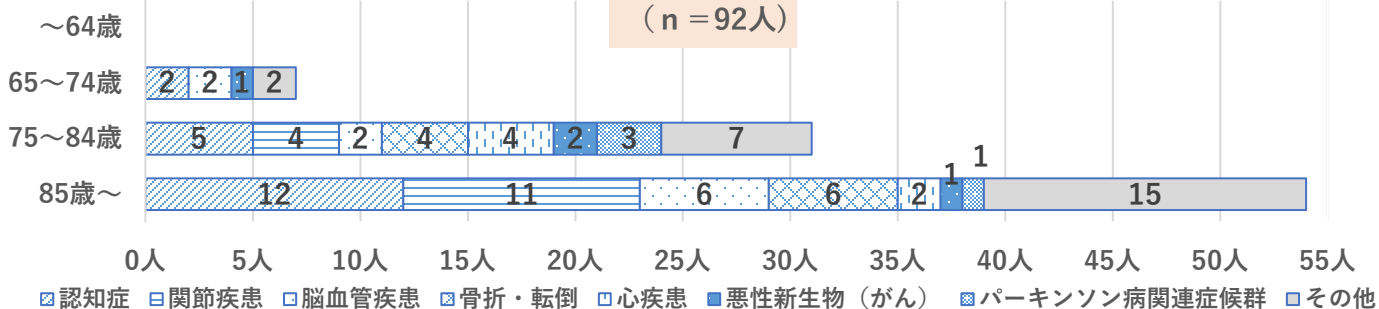 (n=92人)
～64歳
65～74歳 2 2 1 2
75～84歳 5 4 2 4 4 2 3 7
85歳～ 12 11 6 6 2 1 1 15
0人 5人 10人 15人 20人 25人 30人 35人 40人 45人 50人 55人
認知症 関節疾患 脳血管疾患 骨折・転倒 心疾患 悪性新生物（がん） パーキンソン病関連症候群 その他